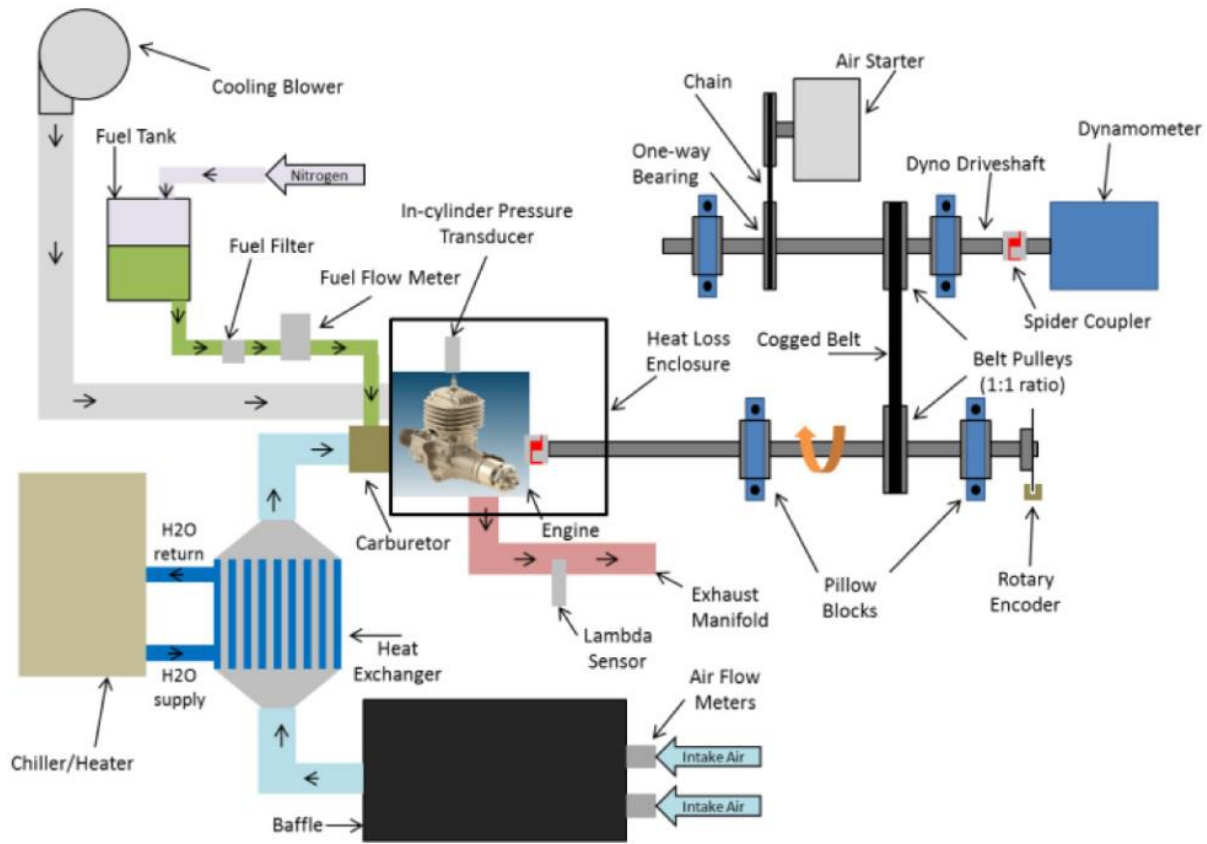 Cooling Blower
Fuel Tank
Nitrogen
Fuel Filter
Fuel Flow Meter
In-cylinder Pressure
Transducer
Air Starter
Chain
One-way
Bearing
Dyno Driveshaft
Dynamometer
Spider Coupler
Cogged Belt
Belt Pulleys
(1:1 ratio)
Heat Loss
Enclosure
Engine
Carburetor
H2O
return
H2O
supply
Chiller/Heater
Heat
Exchanger
Lambda
Sensor
Exhaust
Manifold
Pillow
Blocks
Rotary
Encoder
Air Flow
Meters
Intake Air
Intake Air
Baffle